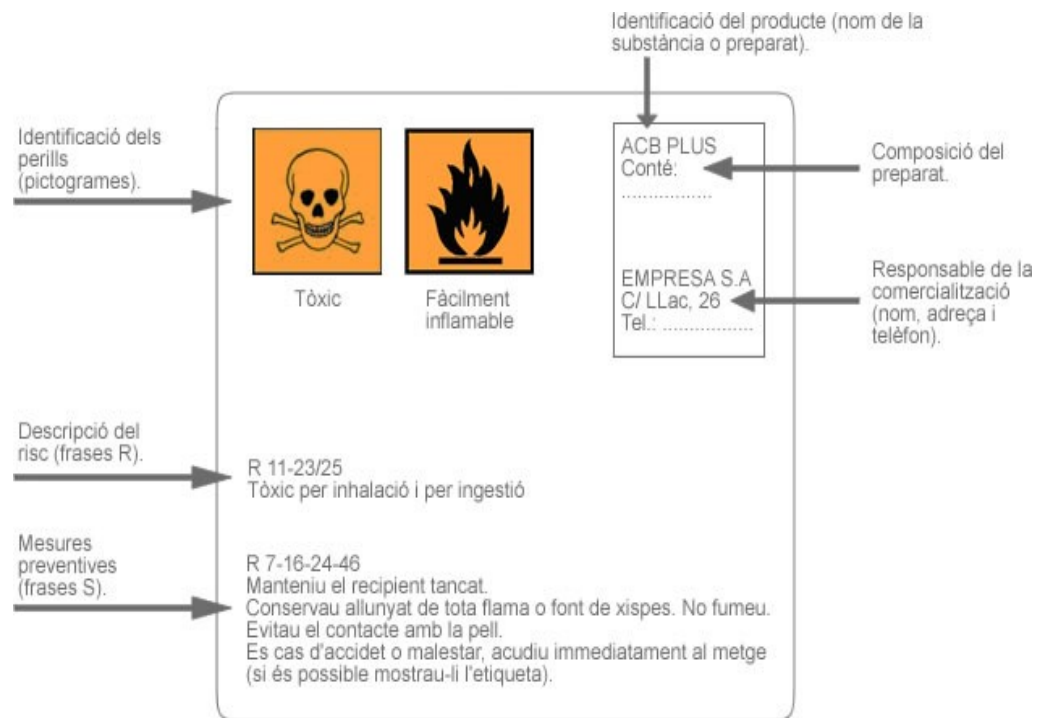 Identificació del producte (nom de la
substància o preparat).
Identificació dels
perills
(pictogrames).
ACB PLUS
Conté:
................
Composició del
preparat.
EMPRESA S.A
C/ LLac, 26
Tel.: ................
Responsable de la
comercialització
(nom, adreça i
telèfon).
Tòxic
Fàcilment
inflamable
Descripció del
risc (frases R).
R 11-23/25
Tòxic per inhalació i per ingestió
Mesures
preventives
(frases S).
R 7-16-24-46
Manteniu el recipient tancat.
Conservau allunyat de tota flama o font de xispes. No fumeu.
Evitau el contacte amb la pell.
Es cas d'accident o malestar, acudiu immediatament al metge
(si és possible mostrau-li l'etiqueta).